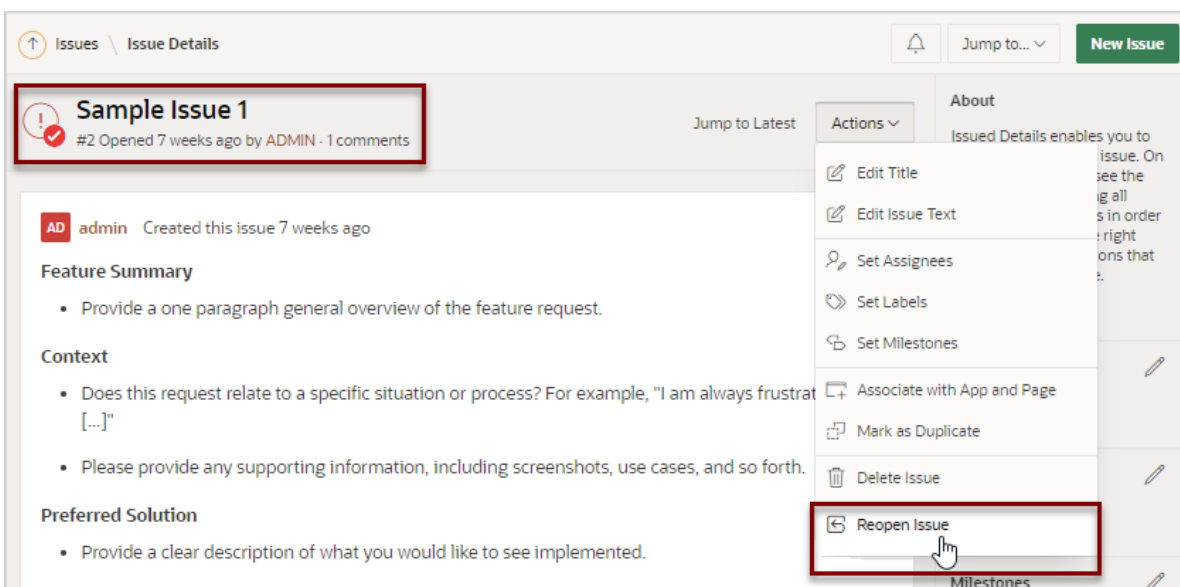 Issues \ Issue Details
Jump to...
New Issue
Sample Issue 1
#2 Opened 7 weeks ago by ADMIN · 1 comments
Jump to Latest
Actions
About
Issued Details enables you to
issue. On
see the
all
s in order
right
ons that
Edit Title
Edit Issue Text
Set Assignees
Set Labels
Set Milestones
Associate with App and Page
Mark as Duplicate
Delete Issue
Reopen Issue
AD admin Created this issue 7 weeks ago
Feature Summary
• Provide a one paragraph general overview of the feature request.
Context
• Does this request relate to a specific situation or process? For example, "I am always frustrat
[...]"
• Please provide any supporting information, including screenshots, use cases, and so forth.
Preferred Solution
• Provide a clear description of what you would like to see implemented.
Milestones